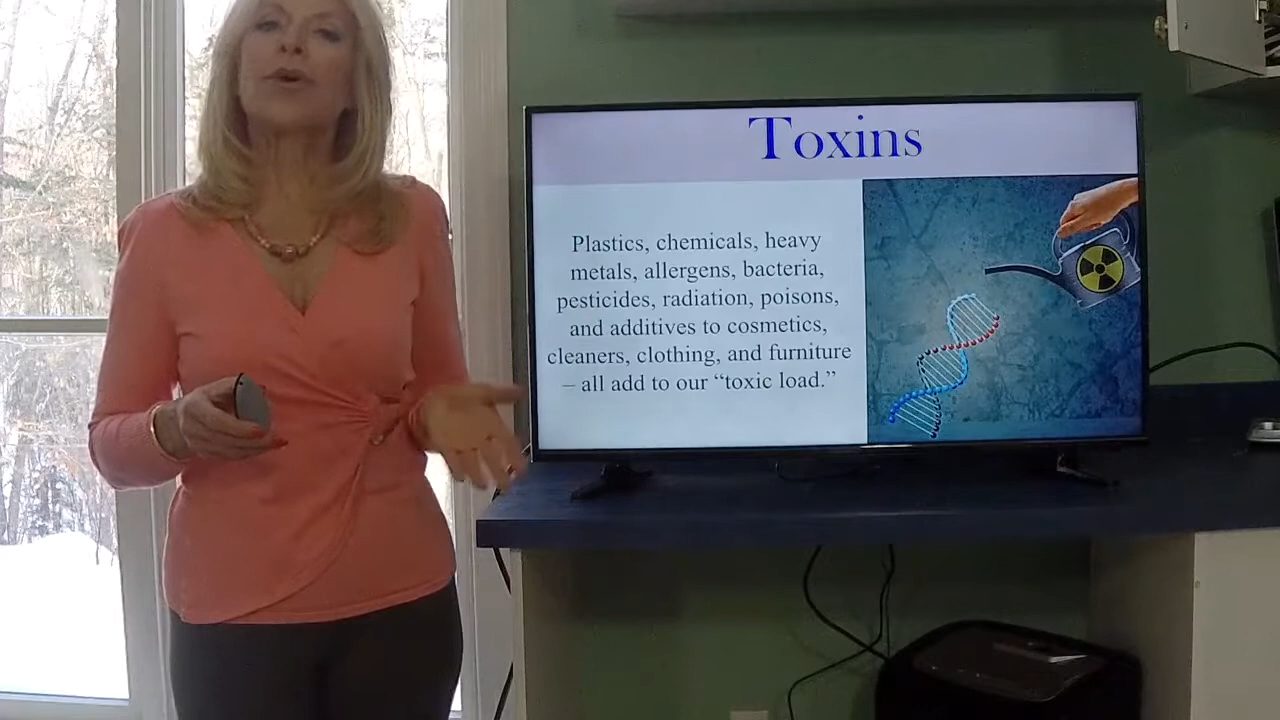 Toxins
Plastics, chemicals, heavy
metals, allergens, bacteria,
pesticides, radiation, poisons,
and additives to cosmetics,
cleaners, clothing, and furniture
– all add to our “toxic load.”